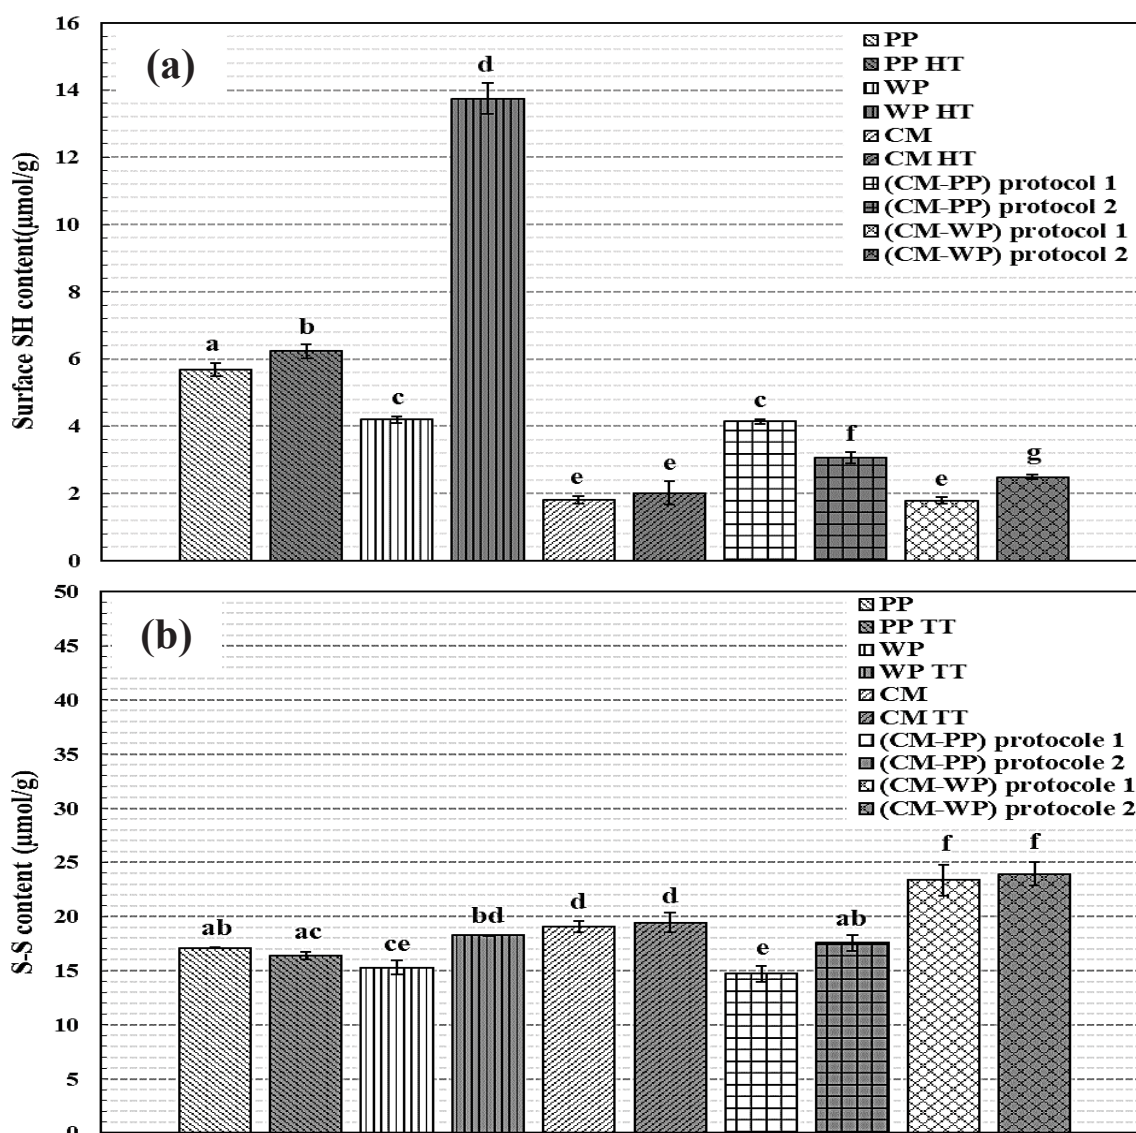 16
14
12
10
8
6
4
2
0
Surface SH content(µmol/g)
(a)
PP
PP HT
WP
WP HT
CM
CM HT
(CM-PP) protocol 1
(CM-PP) protocol 2
(CM-WP) protocol 1
(CM-WP) protocol 2
a
b
c
d
e
e
c
f
e
g
50
45
40
35
30
25
20
15
10
5
0
S-S content (µmol/g)
(b)
PP
PP TT
WP
WP TT
CM
CM TT
(CM-PP) protocole 1
(CM-PP) protocole 2
(CM-WP) protocole 1
(CM-WP) protocole 2
ab
ac
ce
bd
d
d
e
ab
f
f